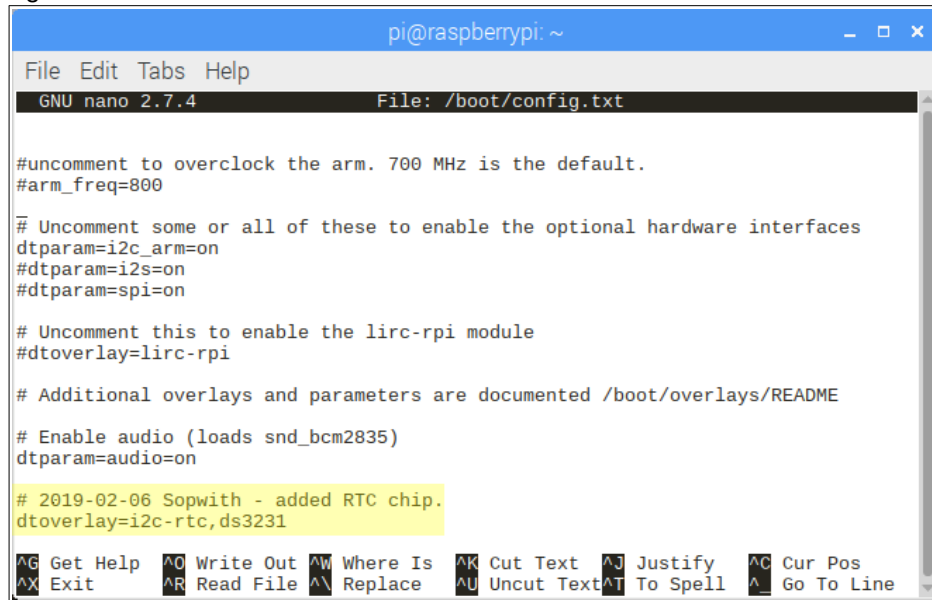 pi@raspberrypi: ~
File Edit Tabs Help
GNU nano 2.7.4 File: /boot/config.txt
#uncomment to overclock the arm. 700 MHz is the default.
#arm_freq=800
# Uncomment some or all of these to enable the optional hardware interfaces
dtparam=i2c_arm=on
#dtparam=i2s=on
#dtparam=spi=on
# Uncomment this to enable the lirc-rpi module
#dtoverlay=lirc-rpi
# Additional overlays and parameters are documented /boot/overlays/README
# Enable audio (loads snd_bcm2835)
dtparam=audio=on
# 2019-02-06 Sopwith - added RTC chip.
dtoverlay=i2c-rtc,ds3231
^G Get Help ^O Write Out ^W Where Is ^K Cut Text ^J Justify ^C Cur Pos
^X Exit ^R Read File ^\ Replace ^U Uncut Text ^T To Spell ^_ Go To Line